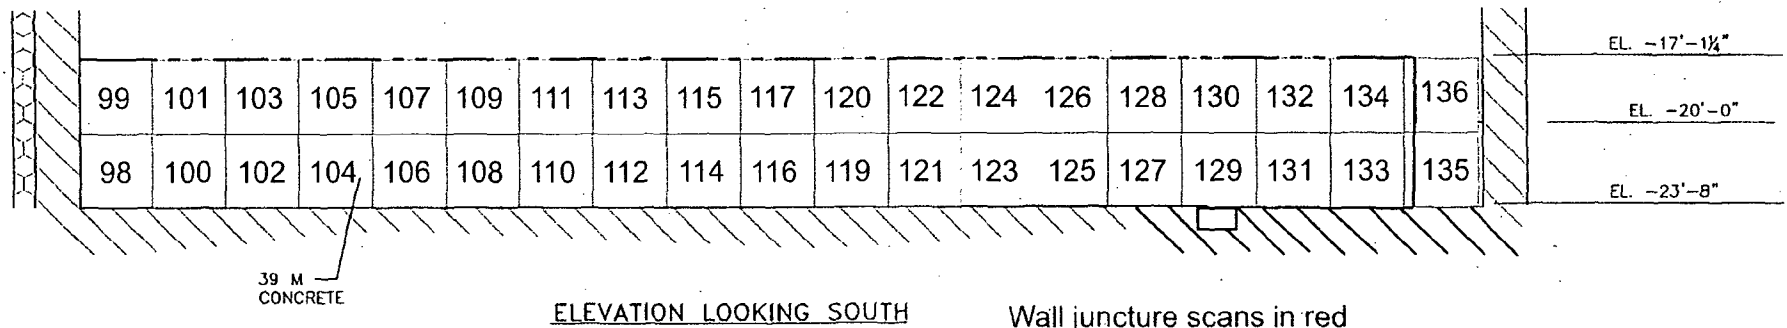 EL. -17'-1¼"
99 101 103 105 107 109 111 113 115 117 120 122 124 126 128 130 132 134 136
EL. -20'-0"
98 100 102 104 106 108 110 112 114 116 119 121 123 125 127 129 131 133 135
EL. -23'-8"
39 M
CONCRETE
ELEVATION LOOKING SOUTH
Wall juncture scans in red